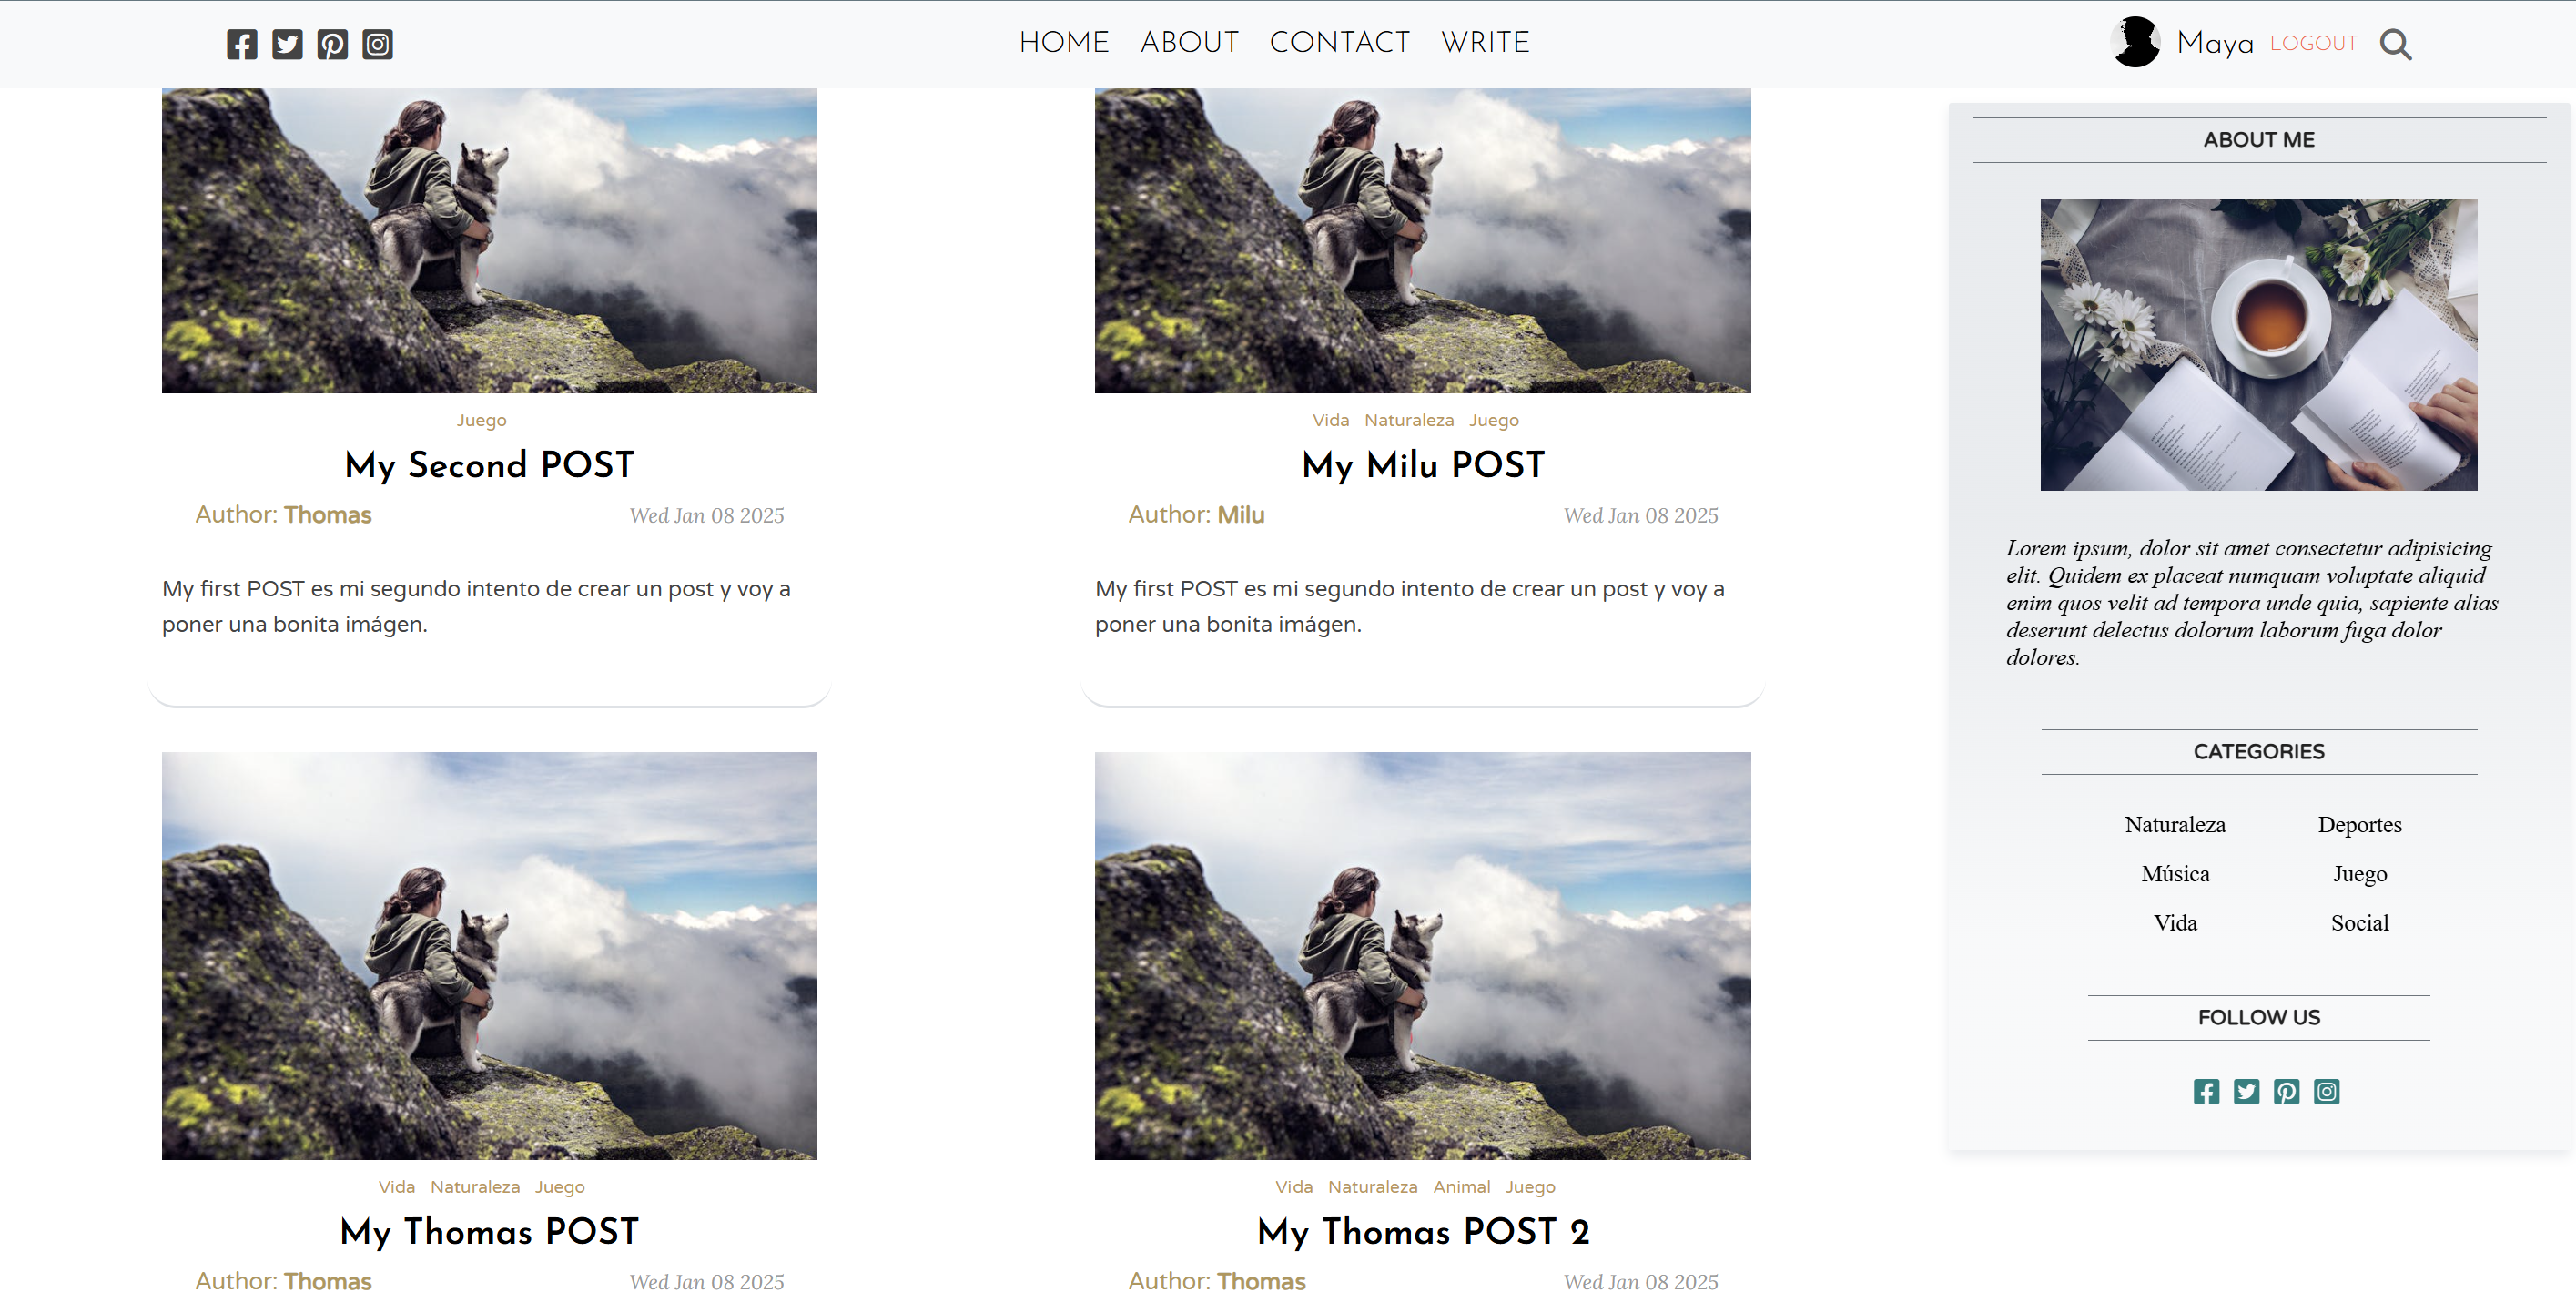 HOME ABOUT CONTACT WRITE
Maya LOGOUT
Juego
My Second POST
Author: Thomas Wed Jan 08 2025
My first POST es mi segundo intento de crear un post y voy a
poner una bonita imágen.
Vida Naturaleza Juego
My Milu POST
Author: Milu Wed Jan 08 2025
My first POST es mi segundo intento de crear un post y voy a
poner una bonita imágen.
Vida Naturaleza Juego
My Thomas POST
Author: Thomas Wed Jan 08 2025
Vida Naturaleza Animal Juego
My Thomas POST 2
Author: Thomas Wed Jan 08 2025
ABOUT ME
Lorem ipsum, dolor sit amet consectetur adipisicing
elit. Quidem ex placeat numquam voluptate aliquid
enim quos velit ad tempora unde quia, sapiente alias
deserunt delectus dolorum laborum fuga dolor
dolores.
CATEGORIES
Naturaleza Deportes
Música Juego
Vida Social
FOLLOW US